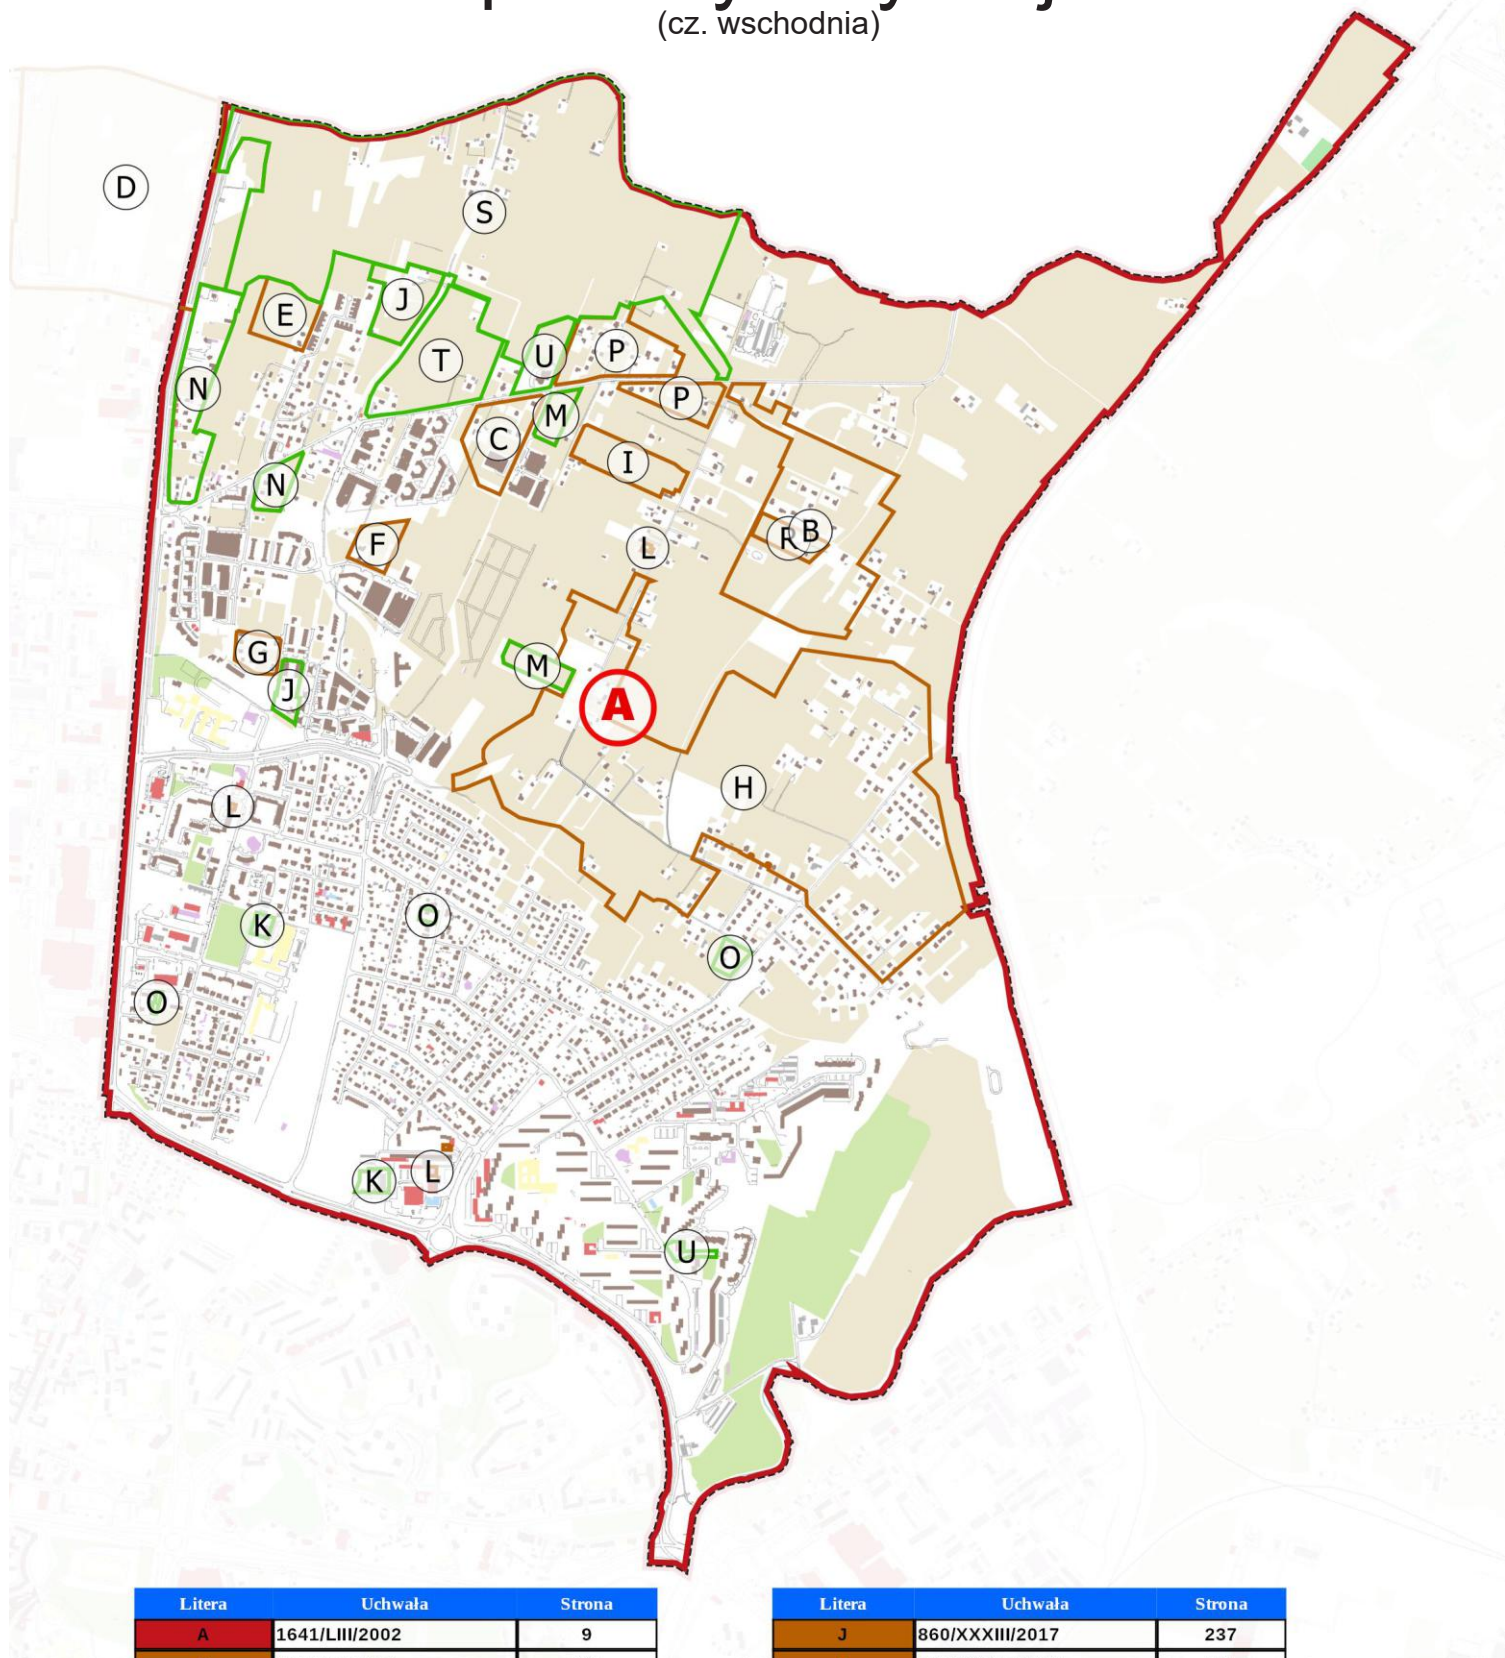 (cz. wschodnia)
D
S
E
J
T
U
P
N
P
M
C
I
N
F
R
B
L
G
M
J
A
H
L
K
O
O
O
K
L
U
Litera Uchwała Strona
A 1641/LIII/2002 9
Litera Uchwała Strona
J 860/XXXIII/2017 237